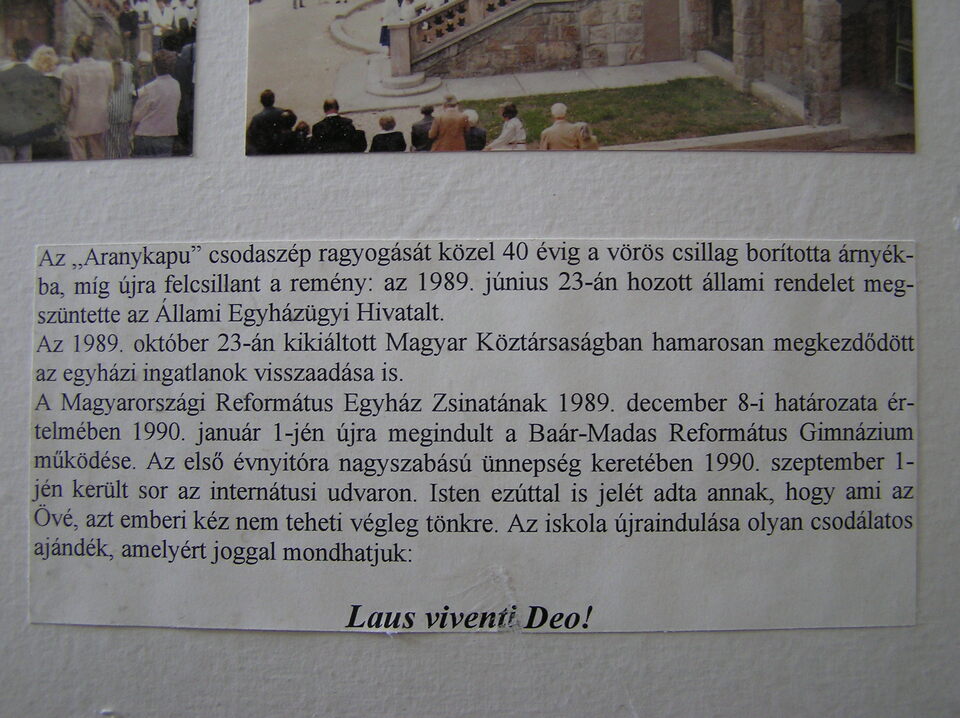 Az „Aranykapu” csodaszép ragyogását közel 40 évig a vörös csillag borította árnyék-
ba, míg újra felcsillant a remény: az 1989. június 23-án hozott állami rendelet meg-
szüntette az Állami Egyházügyi Hivatalt.
Az 1989. október 23-án kikiáltott Magyar Köztársaságban hamarosan megkezdődött
az egyházi ingatlanok visszaadása is.
A Magyarországi Református Egyház Zsinatának 1989. december 8-i határozata ér-
telmében 1990. január 1-jén újra megindult a Baár-Madas Református Gimnázium
működése. Az első évnyitóra nagyszabású ünnepség keretében 1990. szeptember 1-
jén került sor az internátusi udvaron. Isten ezúttal is jelét adta annak, hogy ami az
Övé, azt emberi kéz nem teheti végleg tönkre. Az iskola újraindulása olyan csodálatos
ajándék, amelyért joggal mondhatjuk:
Laus viventi Deo!